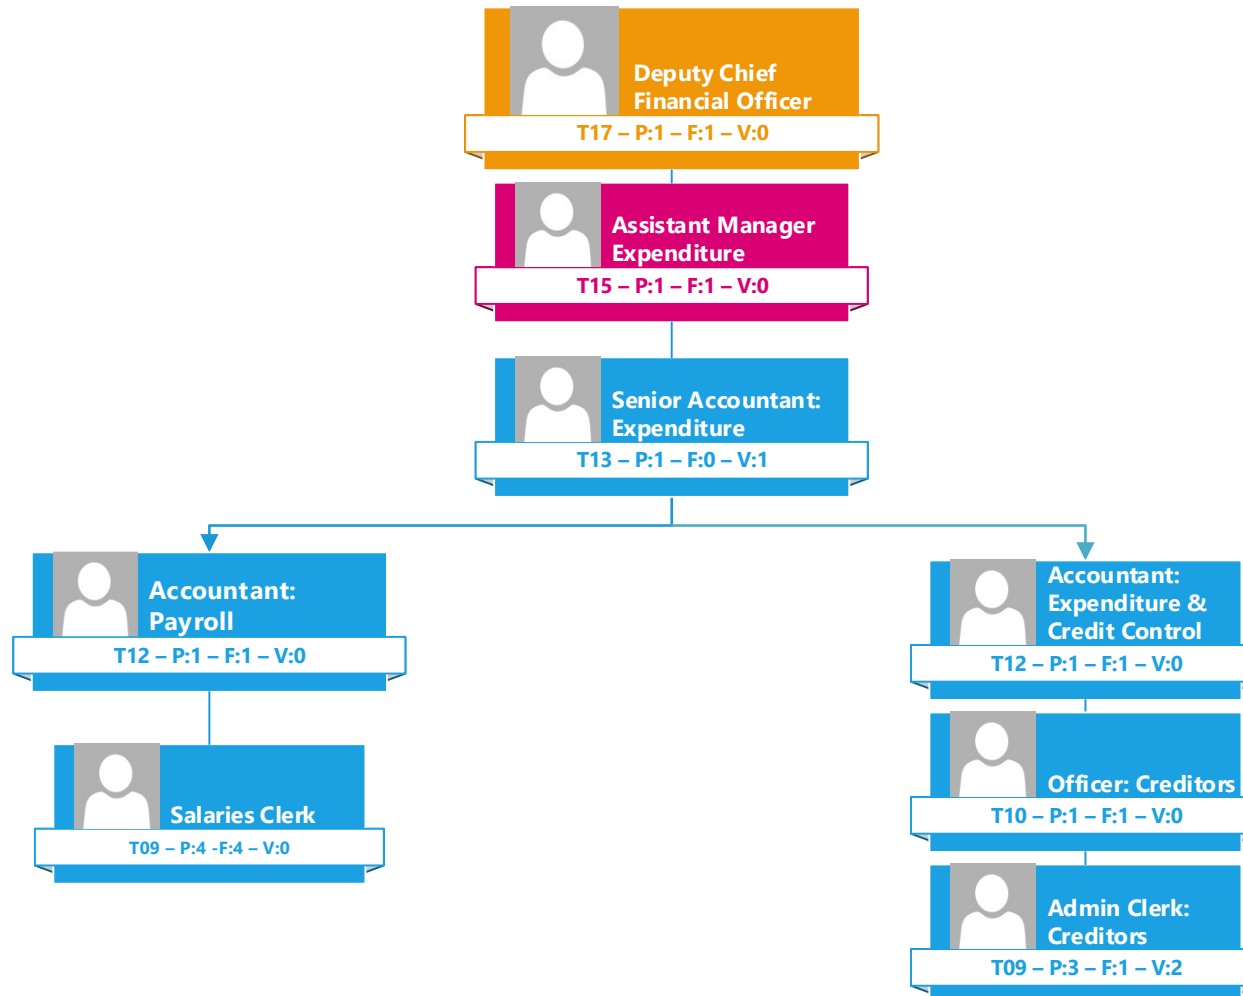 Deputy Chief
Financial Officer
T17 – P:1 – F:1 – V:0
Assistant Manager
Expenditure
T15 – P:1 – F:1 – V:0
Senior Accountant:
Expenditure
T13 – P:1 – F:0 – V:1
Accountant:
Payroll
T12 – P:1 – F:1 – V:0
Salaries Clerk
T09 – P:4 -F:4 – V:0
Accountant:
Expenditure &
Credit Control
T12 – P:1 – F:1 – V:0
Officer: Creditors
T10 – P:1 – F:1 – V:0
Admin Clerk:
Creditors
T09 – P:3 – F:1 – V:2